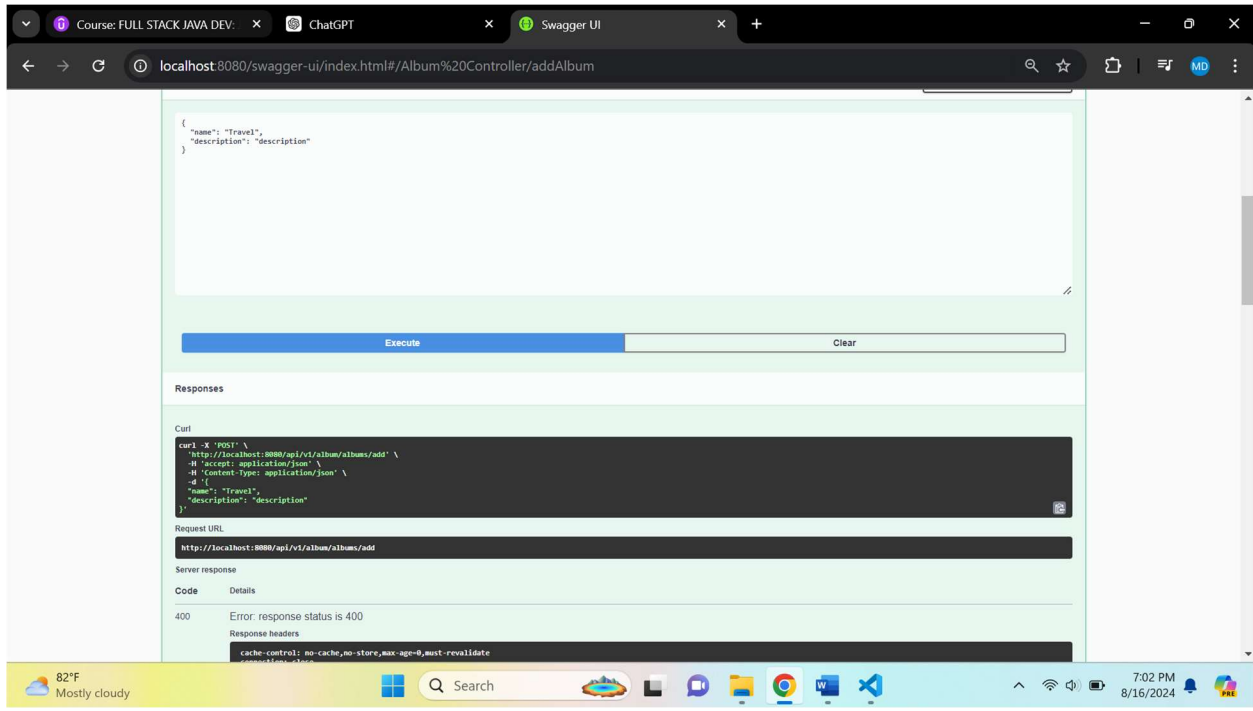 Course: FULL STACK JAVA DEV:
ChatGPT
Swagger UI
localhost:8080/swagger-ui/index.html#/Album%20Controller/addAlbum
MD
{
"name": "Travel",
"description": "description"
}
Execute
Clear
Responses
Curl
curl -X 'POST' \
'http://localhost:8080/api/v1/album/albums/add' \
-H 'accept: application/json' \
-H 'Content-Type: application/json' \
-d '{
"name": "Travel",
"description": "description"
}'
Request URL
http://localhost:8080/api/v1/album/albums/add
Server response
Code Details
400 Error: response status is 400
Response headers
cache-control: no-cache,no-store,max-age=0,must-revalidate
connection: close
82°F
Mostly cloudy
Search
7:02 PM
8/16/2024
PRE